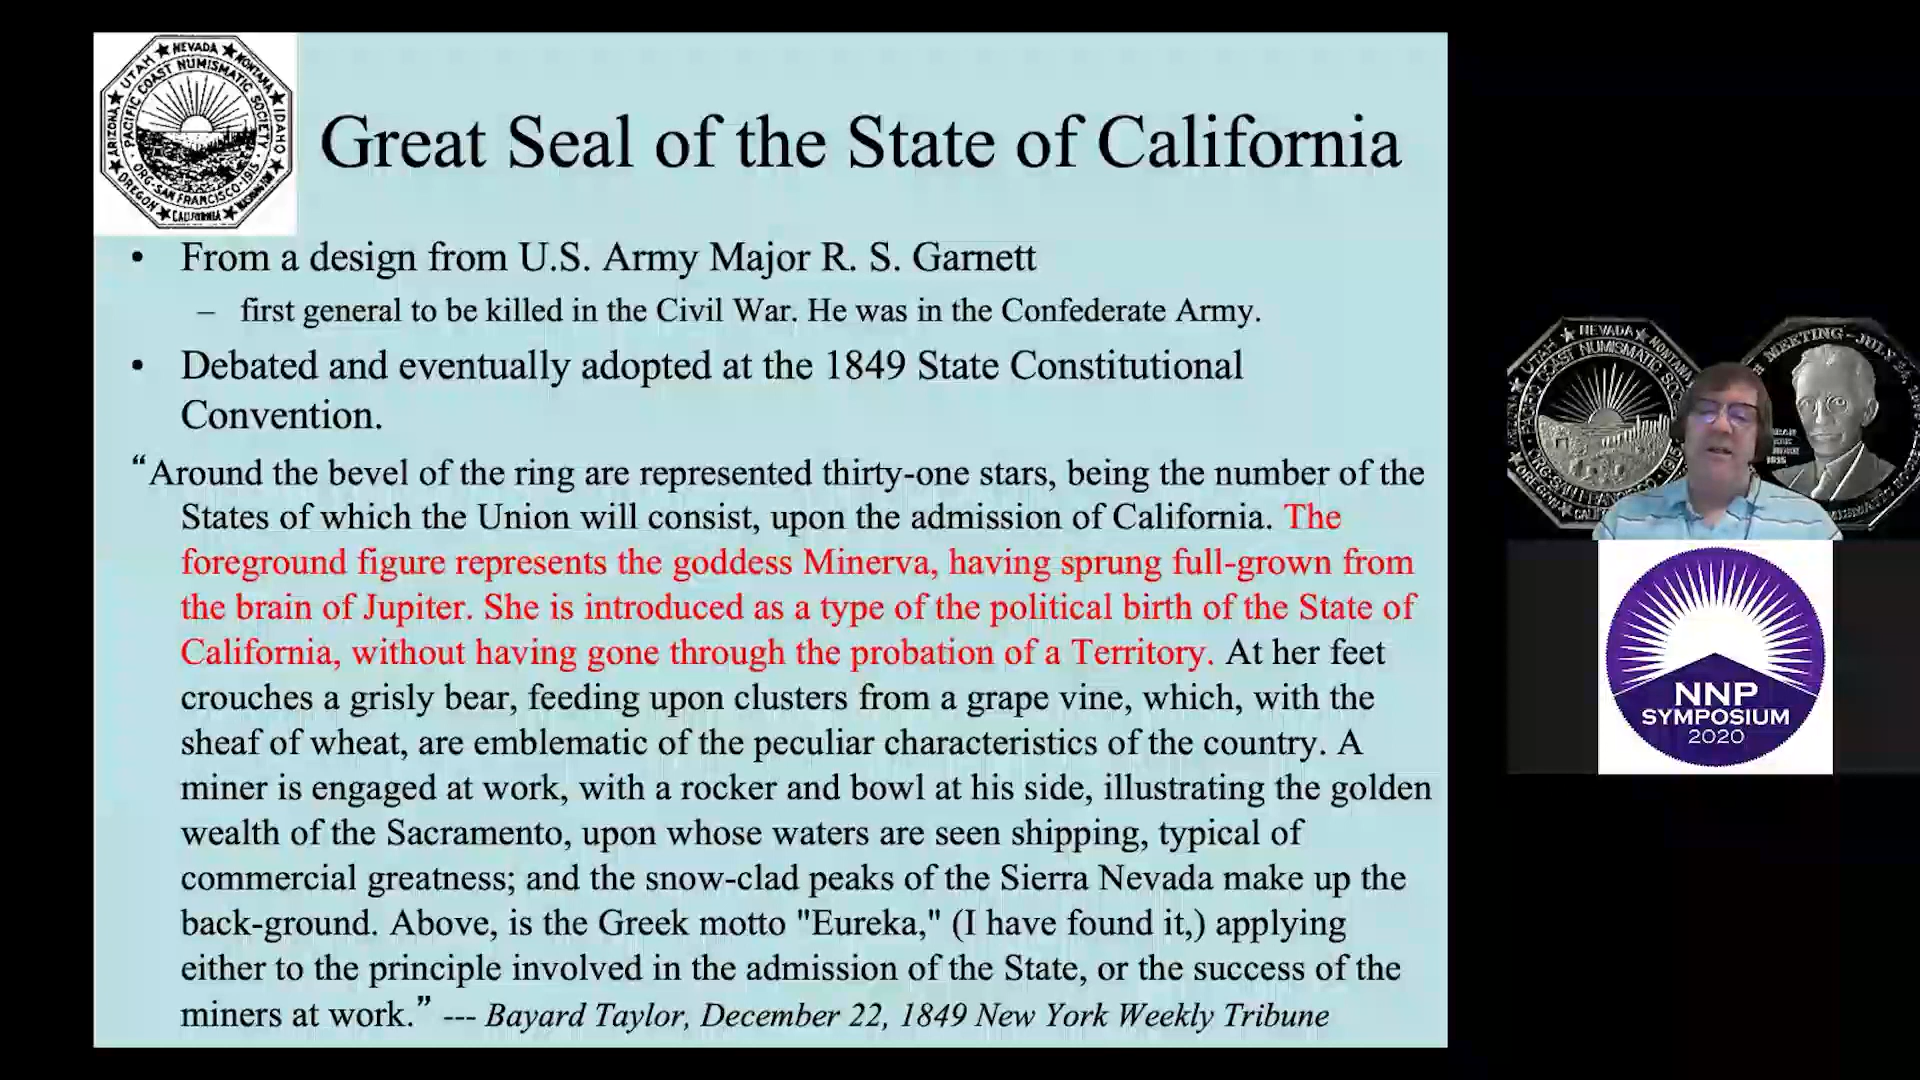 ★ NEVADA ★
UTAH ★ MONTANA
ARIZONA ★ IDAHO
PACIFIC COAST NUMISMATIC SOCIETY
· ORG-SAN FRANCISCO-1915 ·
OREGON ★ CALIFORNIA ★ WASHINGTON
Great Seal of the State of California
• From a design from U.S. Army Major R. S. Garnett
– first general to be killed in the Civil War. He was in the Confederate Army.
• Debated and eventually adopted at the 1849 State Constitutional
Convention.
“Around the bevel of the ring are represented thirty-one stars, being the number of the
States of which the Union will consist, upon the admission of California. The
foreground figure represents the goddess Minerva, having sprung full-grown from
the brain of Jupiter. She is introduced as a type of the political birth of the State of
California, without having gone through the probation of a Territory. At her feet
crouches a grisly bear, feeding upon clusters from a grape vine, which, with the
sheaf of wheat, are emblematic of the peculiar characteristics of the country. A
miner is engaged at work, with a rocker and bowl at his side, illustrating the golden
wealth of the Sacramento, upon whose waters are seen shipping, typical of
commercial greatness; and the snow-clad peaks of the Sierra Nevada make up the
back-ground. Above, is the Greek motto "Eureka," (I have found it,) applying
either to the principle involved in the admission of the State, or the success of the
miners at work.” --- Bayard Taylor, December 22, 1849 New York Weekly Tribune
★ NEVADA ★
UTAH ★ MONTANA
COAST NUMISMATIC
1915
MEETING - JULY
1915
NNP
SYMPOSIUM
2020